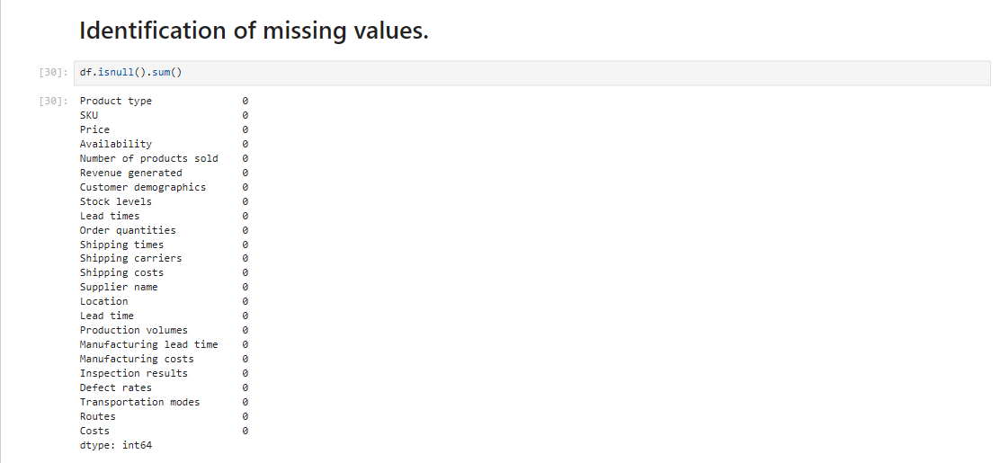 Identification of missing values.
[30]: df.isnull().sum()
[30]: Product type 0
SKU 0
Price 0
Availability 0
Number of products sold 0
Revenue generated 0
Customer demographics 0
Stock levels 0
Lead times 0
Order quantities 0
Shipping times 0
Shipping carriers 0
Shipping costs 0
Supplier name 0
Location 0
Lead time 0
Production volumes 0
Manufacturing lead time 0
Manufacturing costs 0
Inspection results 0
Defect rates 0
Transportation modes 0
Routes 0
Costs 0
dtype: int64